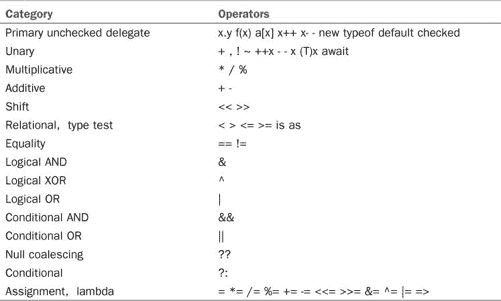 Category Operators
Primary unchecked delegate x.y f(x) a[x] x++ x- - new typeof default checked
Unary + , ! ~ ++x - - x (T)x await
Multiplicative * / %
Additive + -
Shift << >>
Relational, type test < > <= >= is as
Equality == !=
Logical AND &
Logical XOR ^
Logical OR |
Conditional AND &&
Conditional OR ||
Null coalescing ??
Conditional ?:
Assignment, lambda = *= /= %= += -= <<= >>= &= ^= |= =>